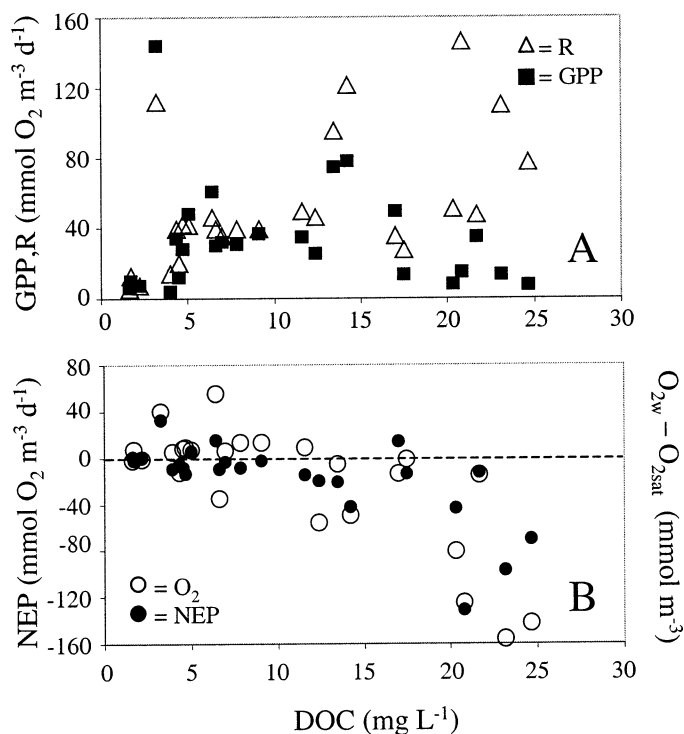 160
120
80
40
0
GPP,R (mmol O2 m-3 d-1)
△ = R
■ = GPP
A
0 5 10 15 20 25 30
80
40
0
-40
-80
-120
-160
NEP (mmol O2 m-3 d-1)
O2w – O2sat (mmol m-3)
○ = O2
● = NEP
B
0 5 10 15 20 25 30
DOC (mg L-1)